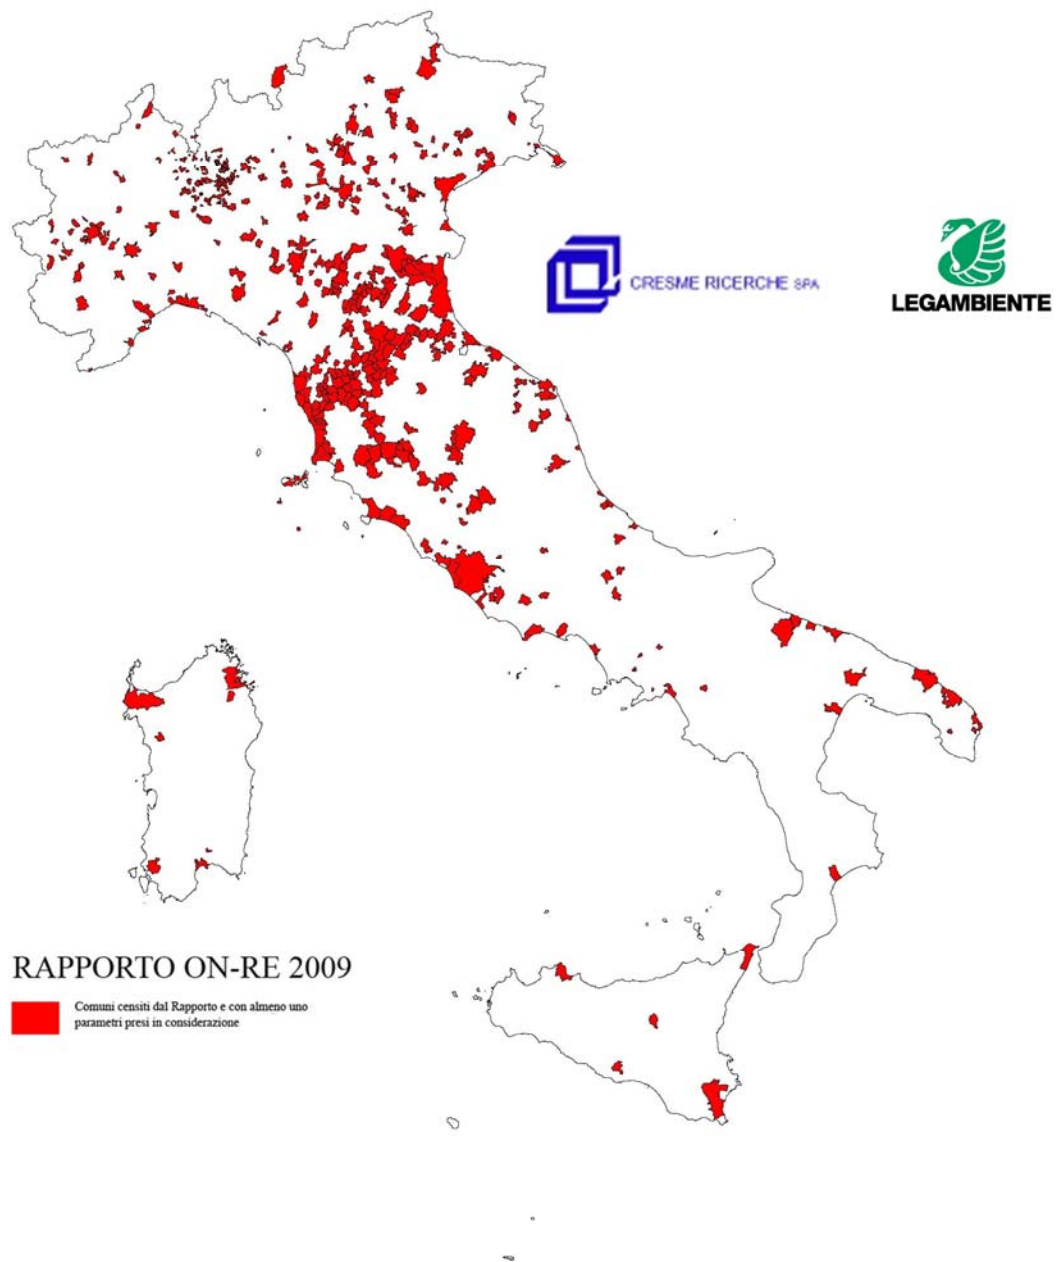 CRESME RICERCHE SPA
LEGAMBIENTE
RAPPORTO ON-RE 2009
Comuni censiti dal Rapporto e con almeno uno
parametri presi in considerazione